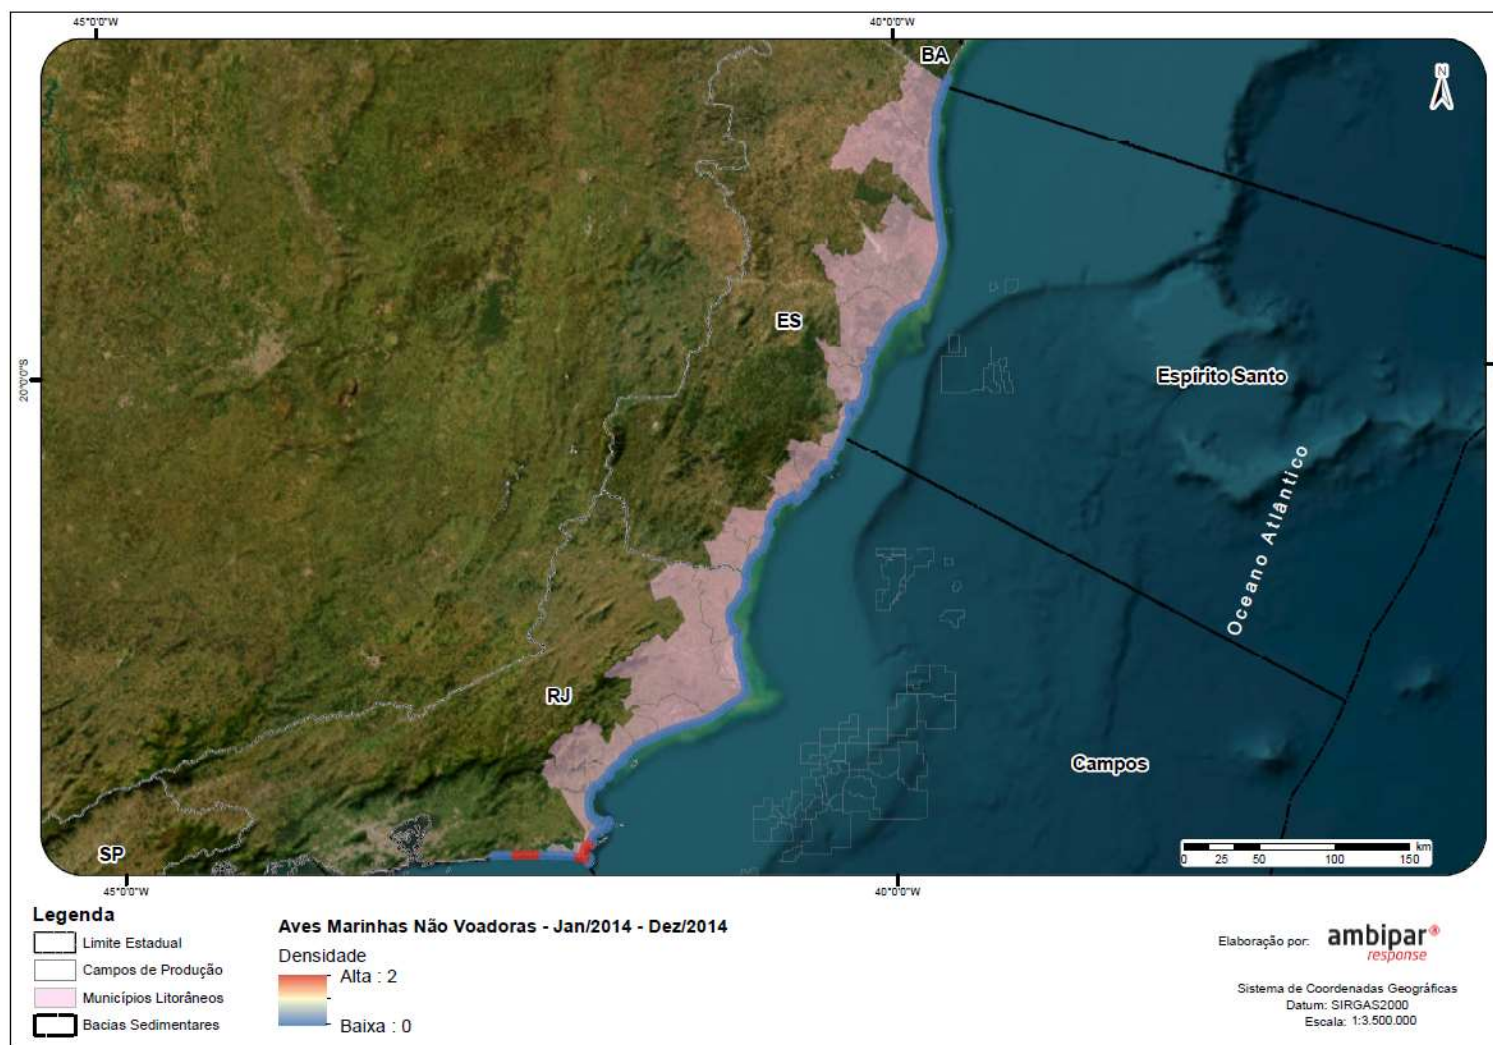 45°0'0"W
40°0'0"W
BA
N
ES
20°0'0"S
Espírito Santo
Oceano Atlântico
RJ
Campos
SP
km
0 25 50 100 150
45°0'0"W
40°0'0"W
Legenda
Limite Estadual
Campos de Produção
Municípios Litorâneos
Bacias Sedimentares
Aves Marinhas Não Voadoras - Jan/2014 - Dez/2014
Densidade
Alta : 2
Baixa : 0
Elaboração por: ambipar®
response
Sistema de Coordenadas Geográficas
Datum: SIRGAS2000
Escala: 1:3.500.000